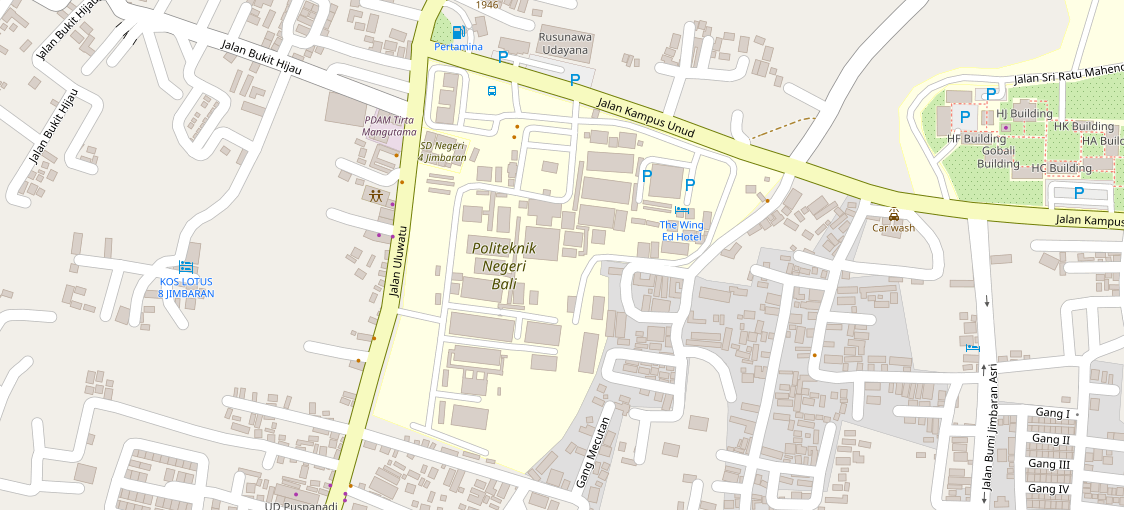 1946
Jalan Bukit Hijau
Pertamina
P
Rusunawa
Udayana
Jalan Bukit Hijau
P
Jalan Sri Ratu Mahend
P
Jalan Kampus Unud
Jalan Bukit Hijau
PDAM Tirta
Mangutama
HJ Building
P
HK Building
HF Building
HA Build
SD Negeri
4 Jimbaran
Gobali
Building
HC Building
P
P
P
Jalan Kampus
The Wing
Ed Hotel
Car wash
Jalan Uluwatu
Politeknik
Negeri
Bali
KOS LOTUS
8 JIMBARAN
Jalan Bumi Jimbaran Asri
Gang I
Gang II
Gang Mecutan
Gang III
Gang IV
UD Puspanadi